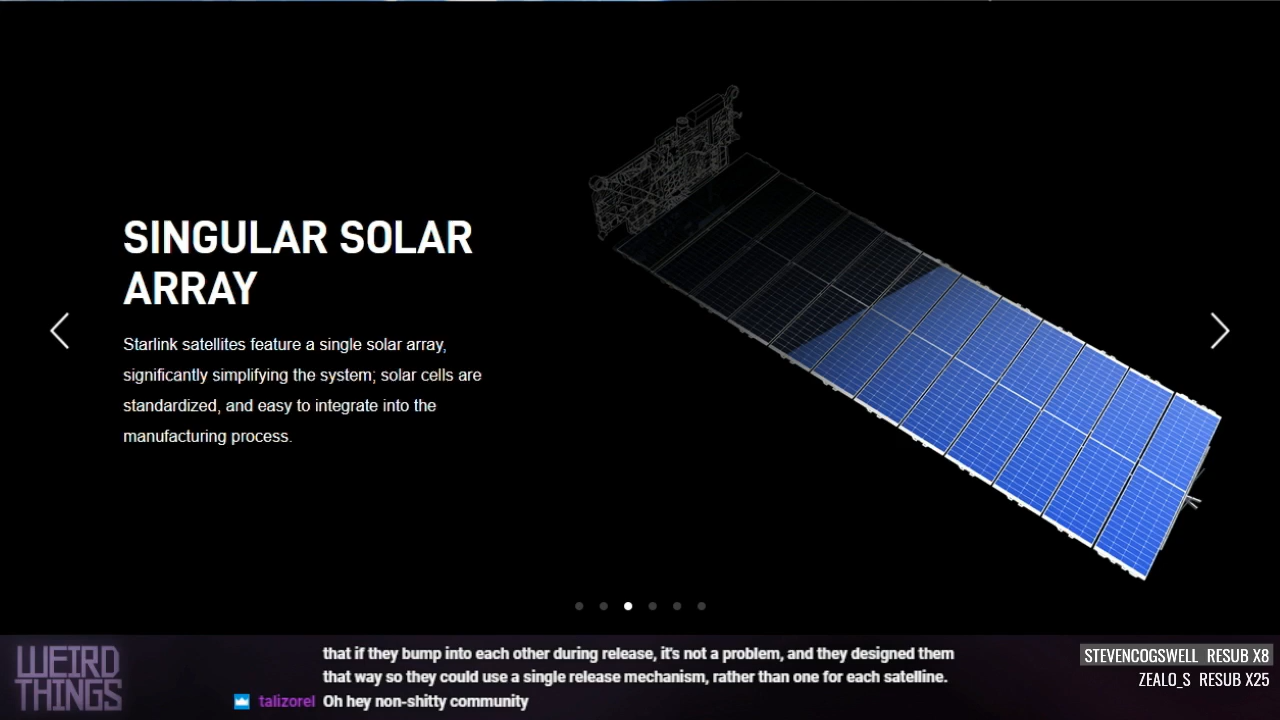 SINGULAR SOLAR
ARRAY
Starlink satellites feature a single solar array,
significantly simplifying the system; solar cells are
standardized, and easy to integrate into the
manufacturing process.
WEIRD
THINGS
that if they bump into each other during release, it's not a problem, and they designed them
that way so they could use a single release mechanism, rather than one for each satelline.
talizorel Oh hey non-shitty community
STEVENCOGSWELL RESUB X8
ZEALO_S RESUB X25